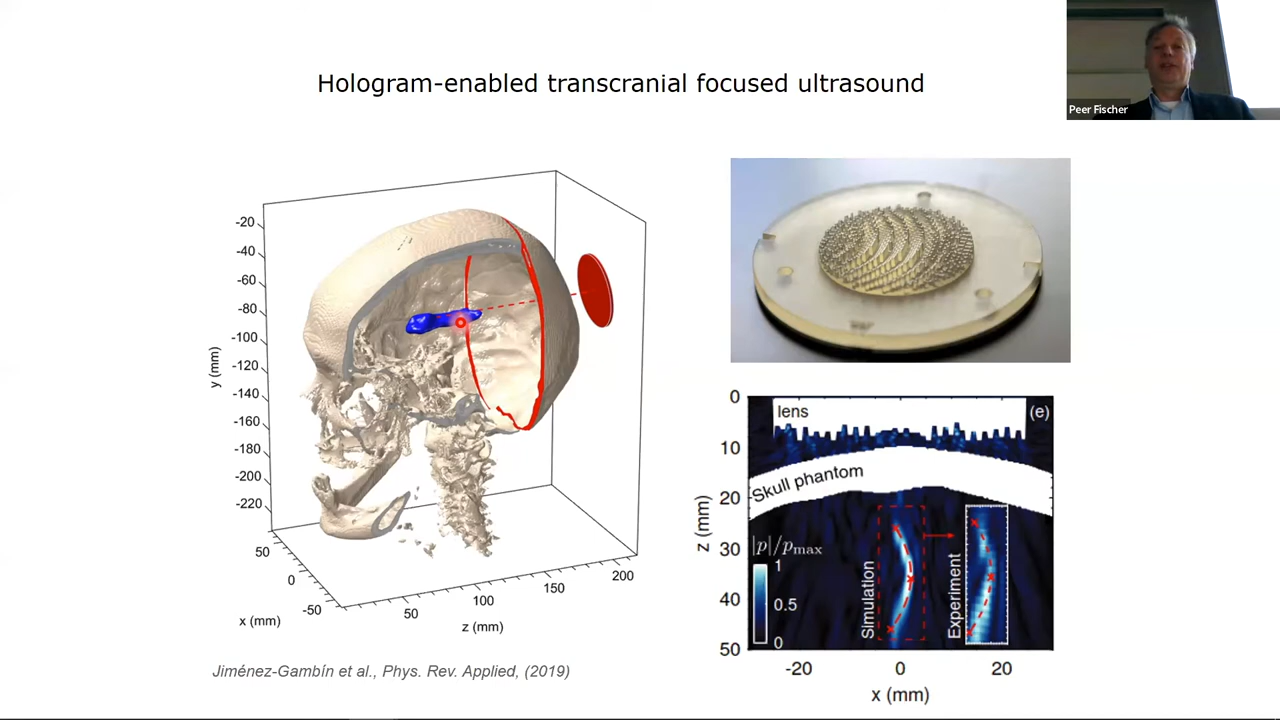 Hologram-enabled transcranial focused ultrasound
Peer Fischer
-20
-40
-60
-80
-100
-120
-140
-160
-180
-200
-220
y (mm)
50
0
-50
x (mm)
50
100
150
200
z (mm)
Jiménez-Gambín et al., Phys. Rev. Applied, (2019)
0
10
20
30
40
50
z (mm)
lens
(e)
Skull phantom
|p|/pmax
1
0.5
0
Simulation
Experiment
-20
0
20
x (mm)